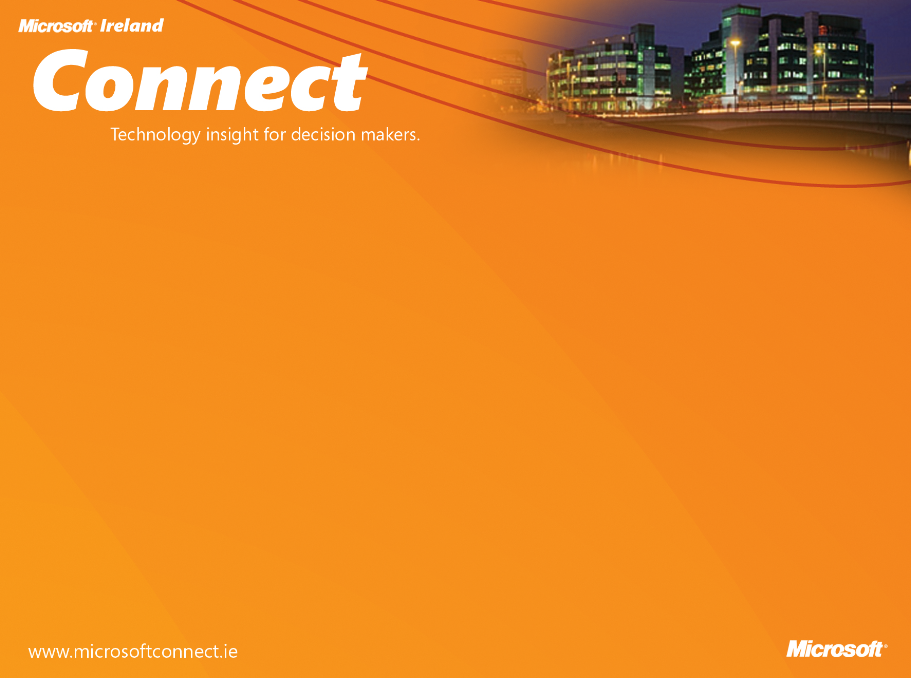 Microsoft® Ireland
Connect
Technology insight for decision makers.
www.microsoftconnect.ie
Microsoft®